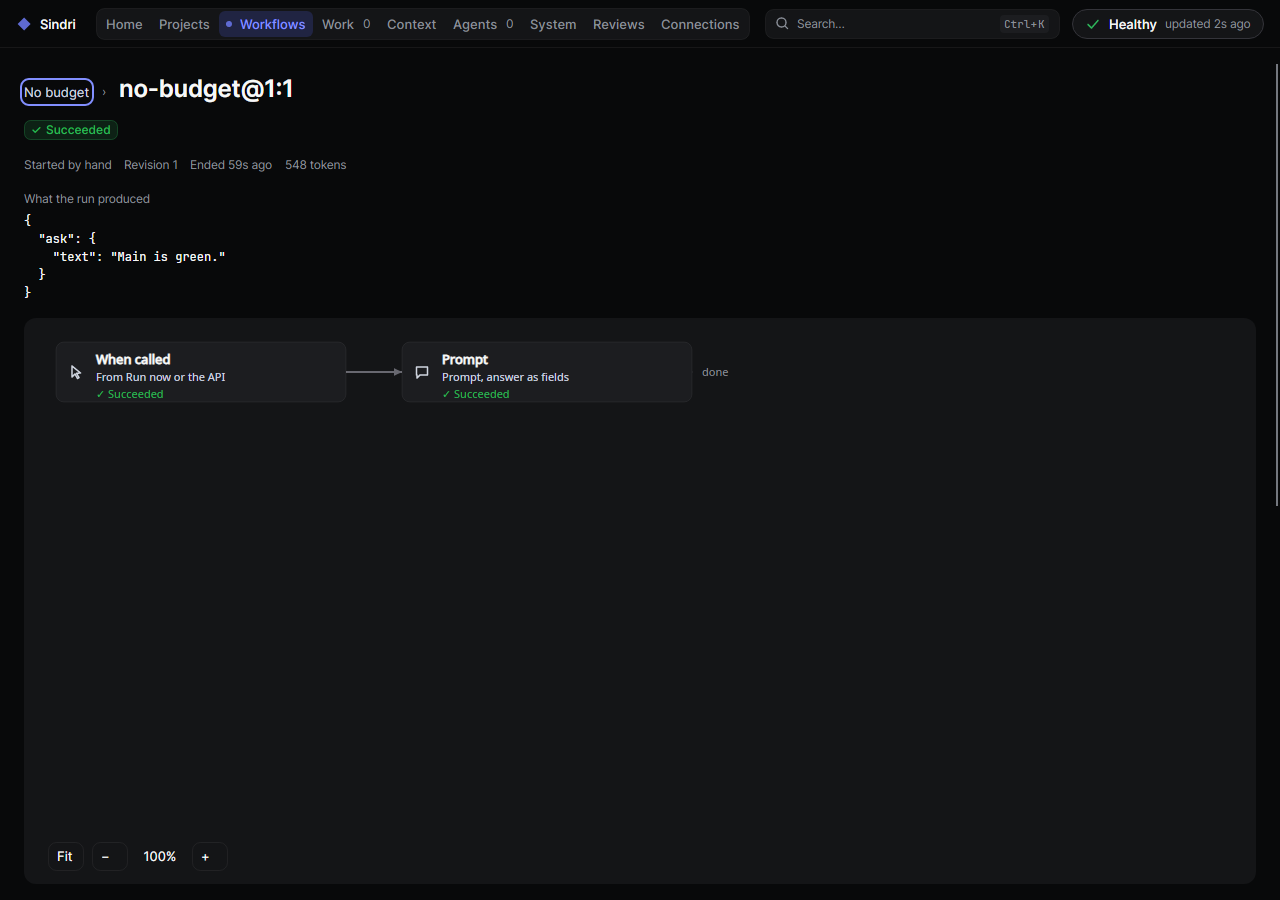 Sindri Home Projects Workflows Work 0 Context Agents 0 System Reviews Connections Search... Ctrl+K Healthy updated 2s ago
No budget › no-budget@1:1
✓ Succeeded
Started by hand Revision 1 Ended 59s ago 548 tokens
What the run produced
{
  "ask": {
    "text": "Main is green."
  }
}
When called
From Run now or the API
✓ Succeeded
Prompt
Prompt, answer as fields
✓ Succeeded
done
Fit − 100% +